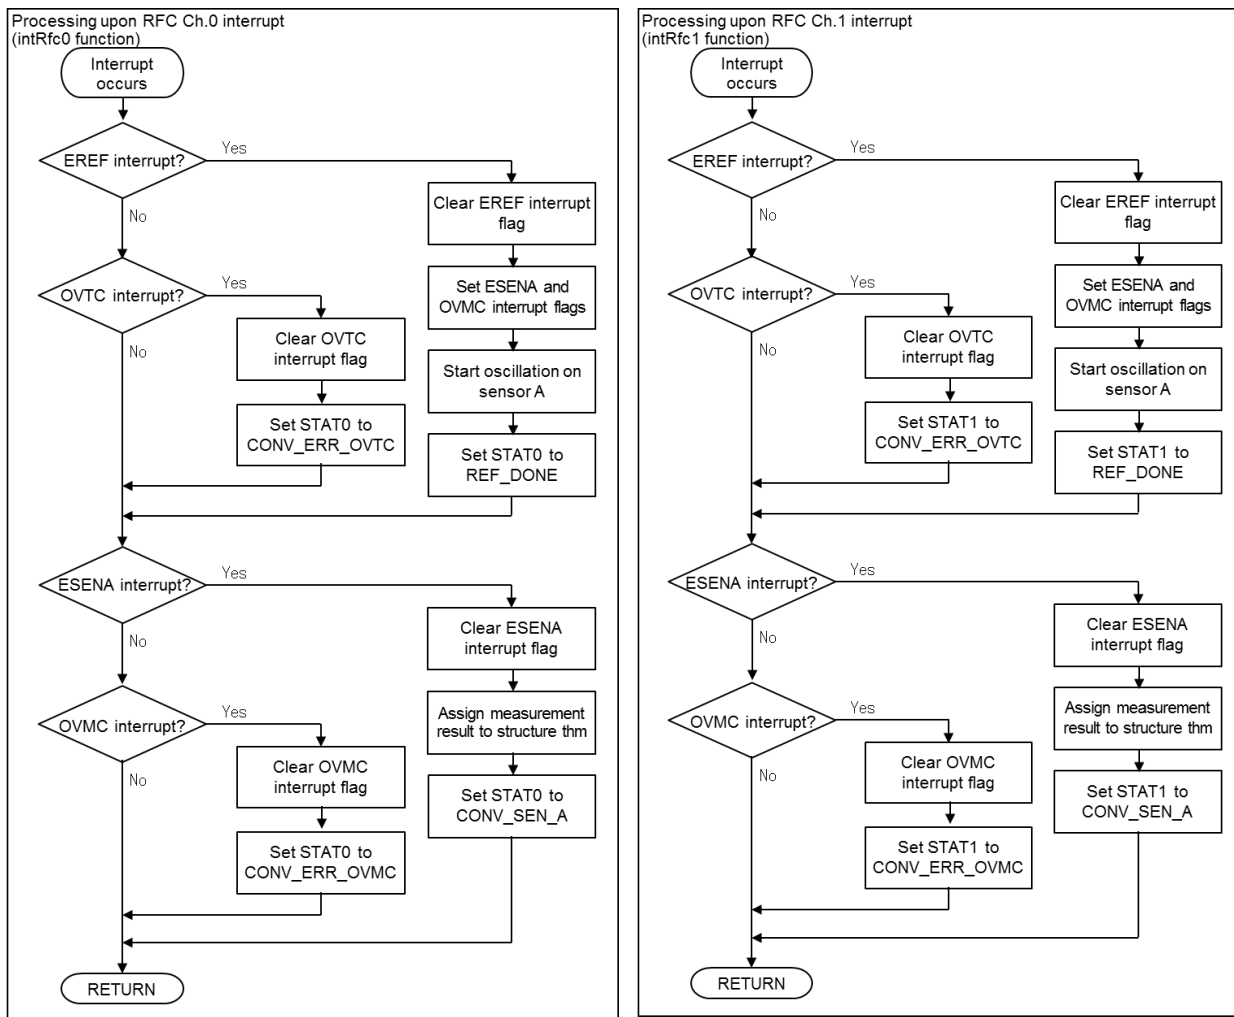 Processing upon RFC Ch.0 interrupt
(intRfc0 function)
Interrupt
occurs
EREF interrupt?
Yes
No
Clear EREF interrupt
flag
Set ESENA and
OVMC interrupt flags
Start oscillation on
sensor A
Set STAT0 to
REF_DONE
OVTC interrupt?
Yes
No
Clear OVTC
interrupt flag
Set STAT0 to
CONV_ERR_OVTC
ESENA interrupt?
Yes
No
Clear ESENA
interrupt flag
Assign measurement
result to structure thm
Set STAT0 to
CONV_SEN_A
OVMC interrupt?
Yes
No
Clear OVMC
interrupt flag
Set STAT0 to
CONV_ERR_OVMC
RETURN
Processing upon RFC Ch.1 interrupt
(intRfc1 function)
Interrupt
occurs
EREF interrupt?
Yes
No
Clear EREF interrupt
flag
Set ESENA and
OVMC interrupt flags
Start oscillation on
sensor A
Set STAT1 to
REF_DONE
OVTC interrupt?
Yes
No
Clear OVTC
interrupt flag
Set STAT1 to
CONV_ERR_OVTC
ESENA interrupt?
Yes
No
Clear ESENA
interrupt flag
Assign measurement
result to structure thm
Set STAT1 to
CONV_SEN_A
OVMC interrupt?
Yes
No
Clear OVMC
interrupt flag
Set STAT1 to
CONV_ERR_OVMC
RETURN